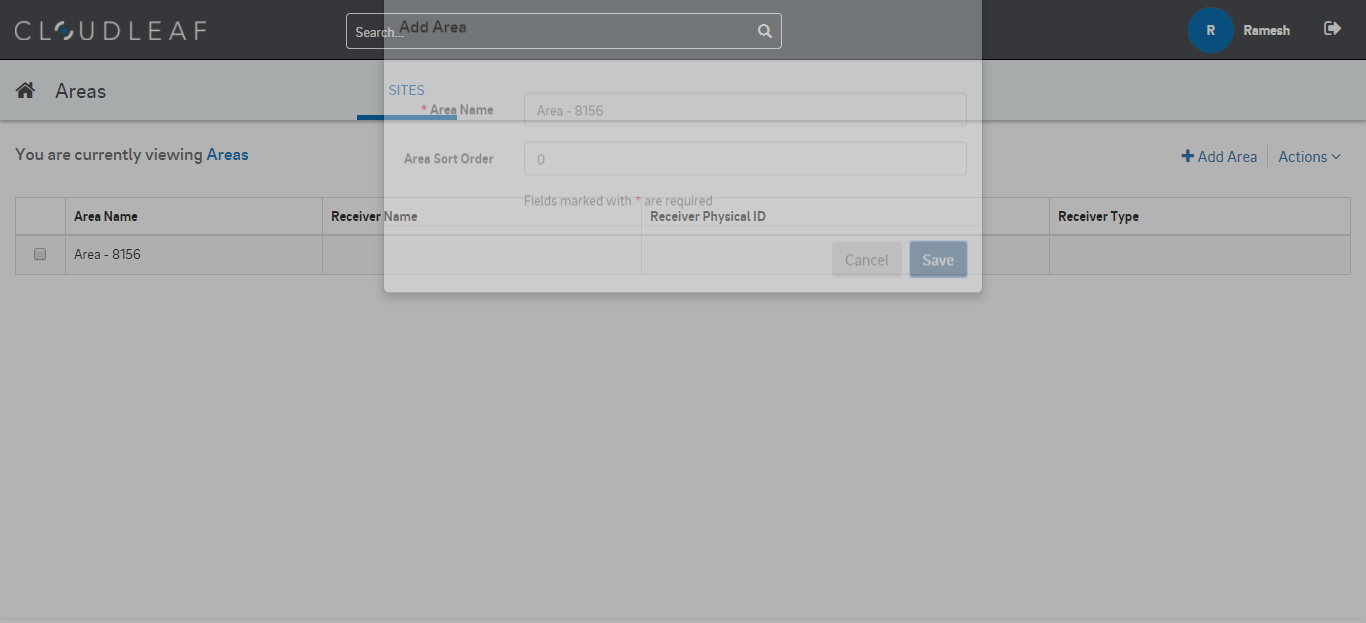 CLOUDLEAF
Search...
Add Area
R
Ramesh
Areas
SITES
* Area Name
Area - 8156
You are currently viewing Areas
Area Sort Order
0
Add Area
Actions
Fields marked with * are required
Area Name
Receiver Name
Receiver Physical ID
Receiver Type
Area - 8156
Cancel
Save